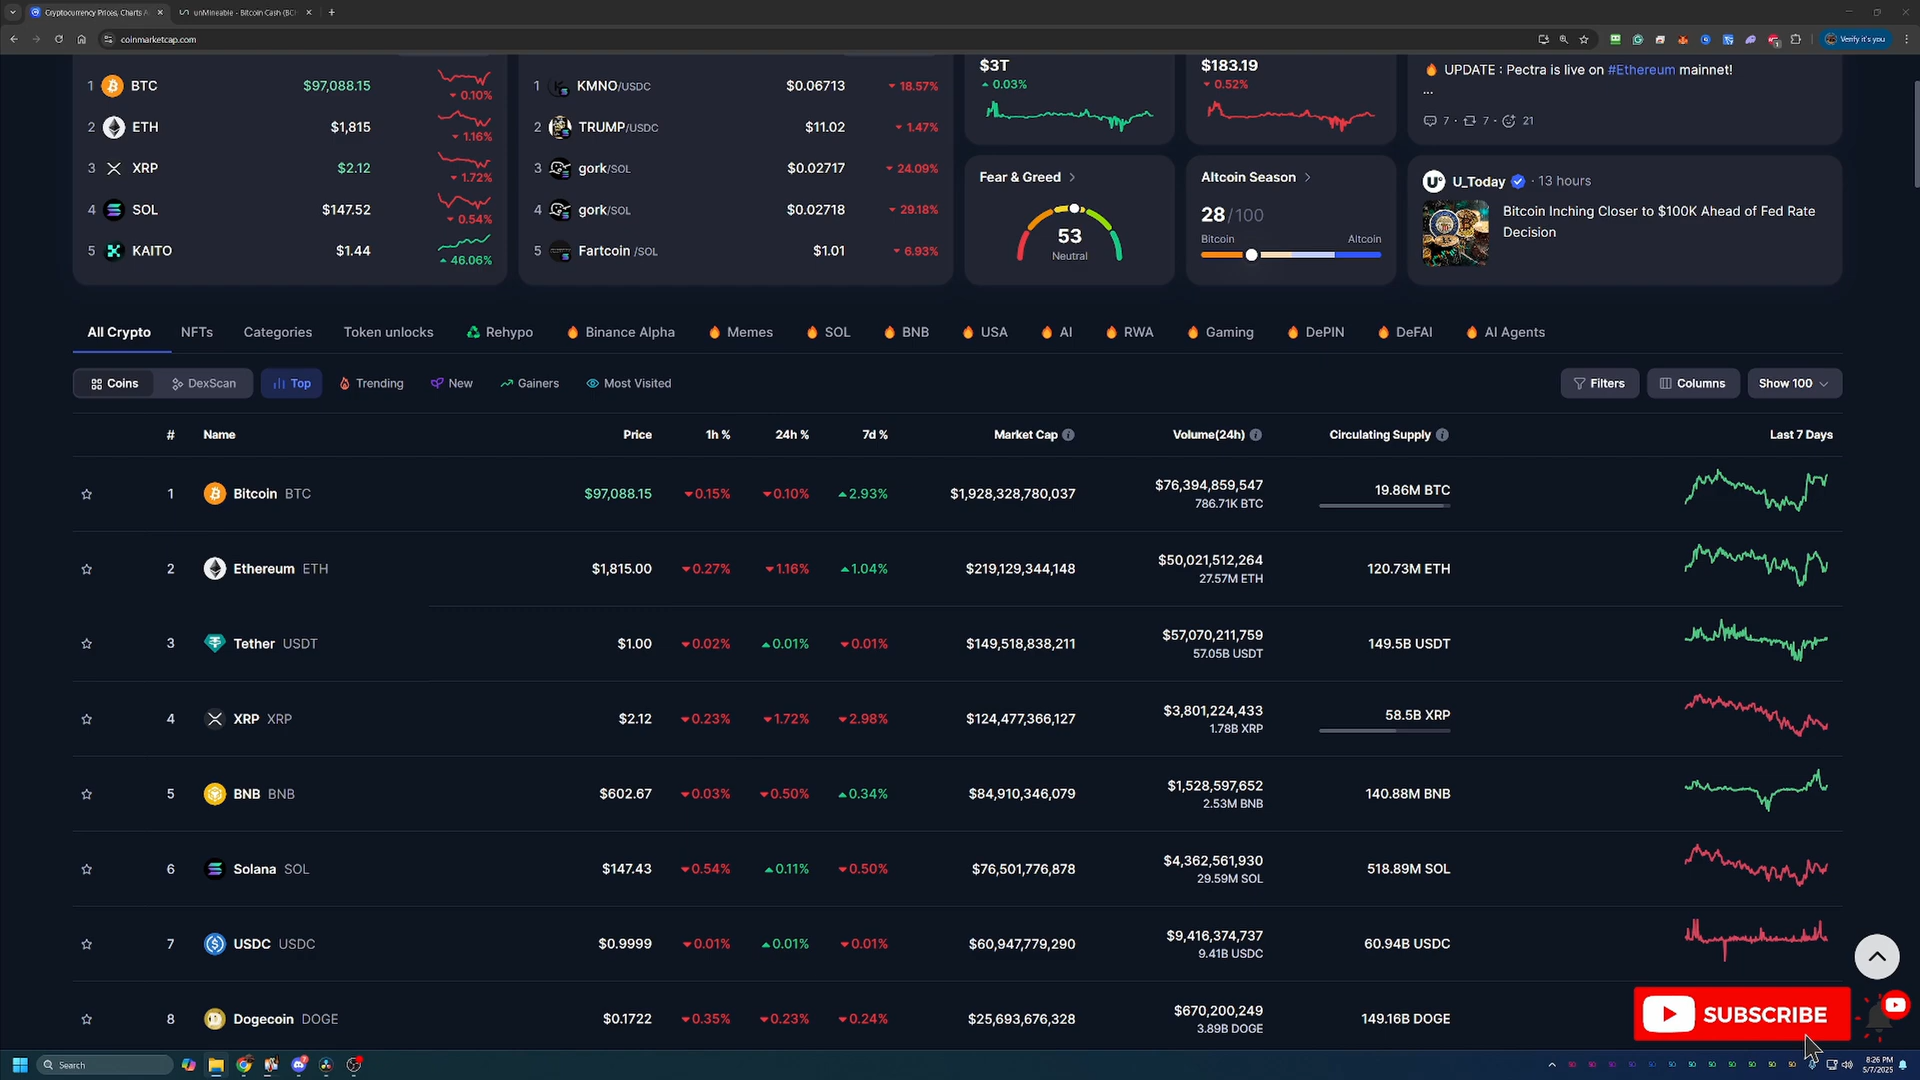 Cryptocurrency Prices, Charts A
unMineable - Bitcoin Cash (BC
coinmarketcap.com
Verify it's you
1 BTC $97,088.15 0.10%
2 ETH $1,815 1.16%
3 XRP $2.12 1.72%
4 SOL $147.52 0.54%
5 KAITO $1.44 46.06%
1 KMNO/USDC $0.06713 18.57%
2 TRUMP/USDC $11.02 1.47%
3 gork/SOL $0.02717 24.09%
4 gork/SOL $0.02718 29.18%
5 Fartcoin /SOL $1.01 6.93%
$3T
0.03%
$183.19
0.52%
Fear & Greed
53
Neutral
Altcoin Season
28/100
Bitcoin Altcoin
UPDATE : Pectra is live on #Ethereum mainnet!
...
7 · 7 · 21
U_Today · 13 hours
Bitcoin Inching Closer to $100K Ahead of Fed Rate
Decision
All Crypto NFTs Categories Token unlocks Rehypo Binance Alpha Memes SOL BNB USA AI RWA Gaming DePIN DeFAI AI Agents
Coins DexScan Top Trending New Gainers Most Visited Filters Columns Show 100
# Name Price 1h % 24h % 7d % Market Cap Volume(24h) Circulating Supply Last 7 Days
1 Bitcoin BTC $97,088.15 0.15% 0.10% 2.93% $1,928,328,780,037 $76,394,859,547 19.86M BTC
786.71K BTC
2 Ethereum ETH $1,815.00 0.27% 1.16% 1.04% $219,129,344,148 $50,021,512,264 120.73M ETH
27.57M ETH
3 Tether USDT $1.00 0.02% 0.01% 0.01% $149,518,838,211 $57,070,211,759 149.5B USDT
57.05B USDT
4 XRP XRP $2.12 0.23% 1.72% 2.98% $124,477,366,127 $3,801,224,433 58.5B XRP
1.78B XRP
5 BNB BNB $602.67 0.03% 0.50% 0.34% $84,910,346,079 $1,528,597,652 140.88M BNB
2.53M BNB
6 Solana SOL $147.43 0.54% 0.11% 0.50% $76,501,776,878 $4,362,561,930 518.89M SOL
29.59M SOL
7 USDC USDC $0.9999 0.01% 0.01% 0.01% $60,947,779,290 $9,416,374,737 60.94B USDC
9.41B USDC
8 Dogecoin DOGE $0.1722 0.35% 0.23% 0.24% $25,693,676,328 $670,200,249 149.16B DOGE
3.89B DOGE
SUBSCRIBE
Search
8:26 PM
5/7/2025